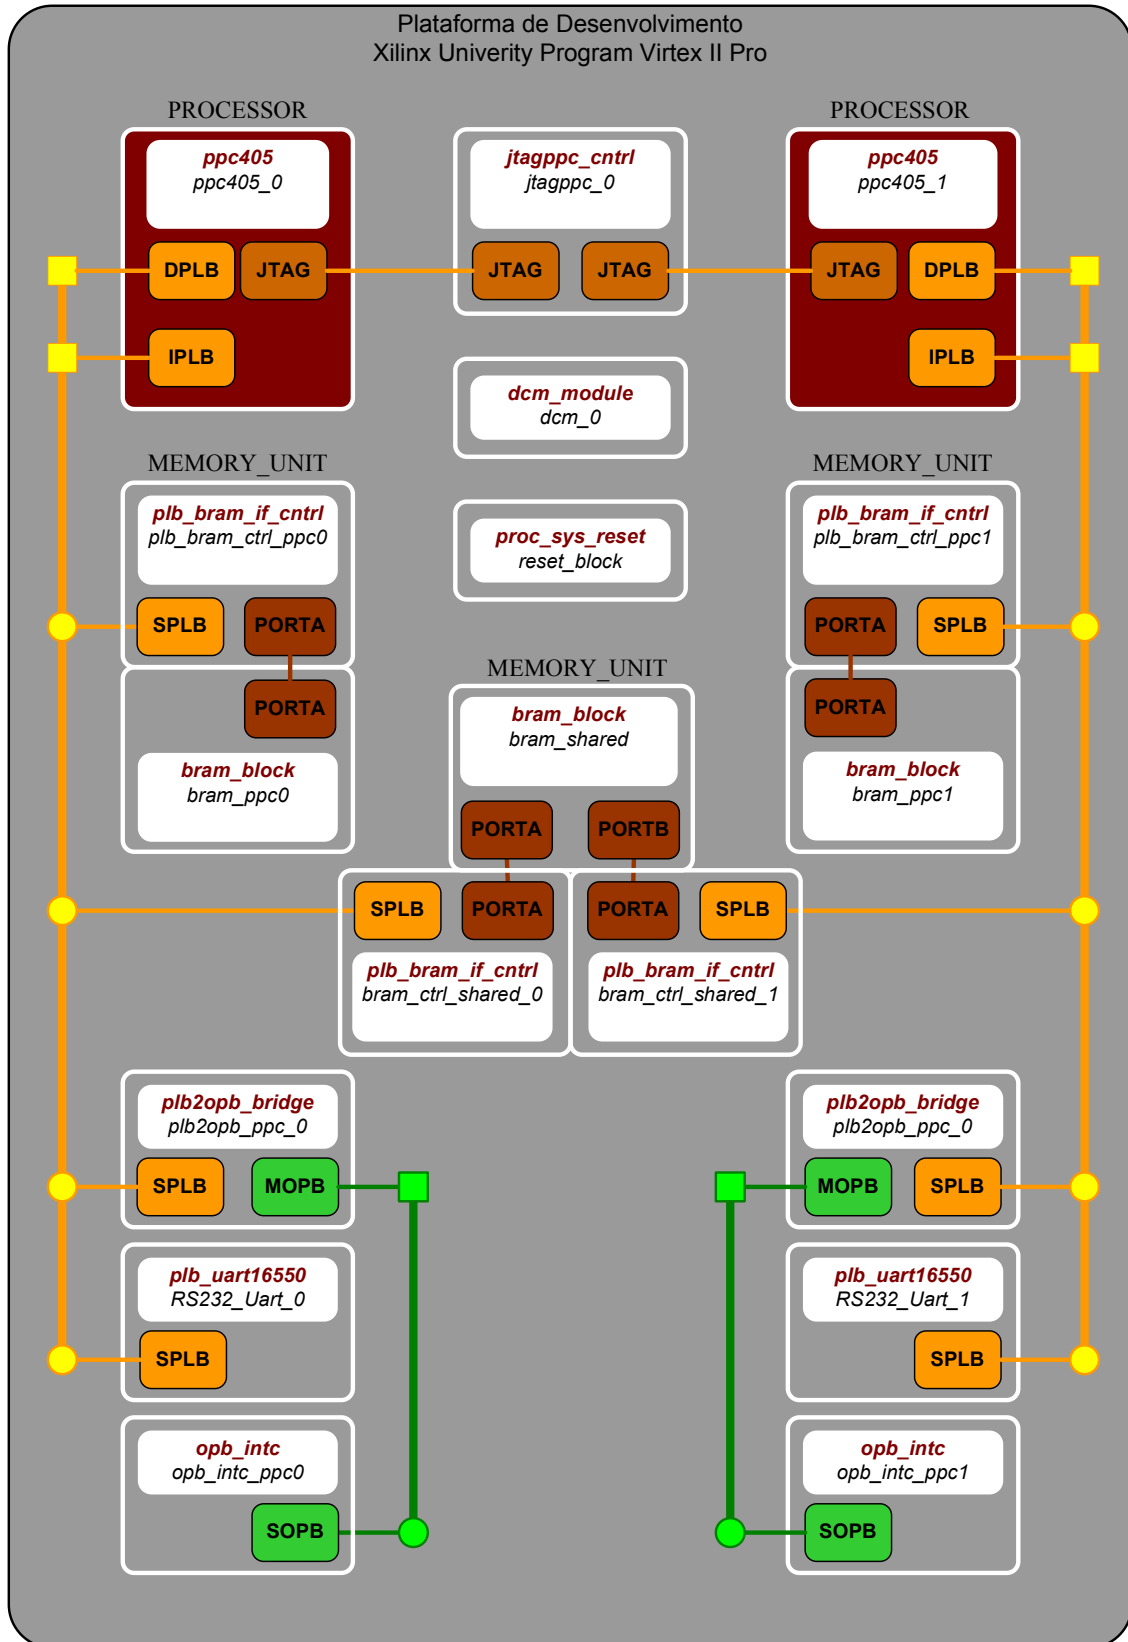 Plataforma de Desenvolvimento
Xilinx Univerity Program Virtex II Pro
PROCESSOR
PROCESSOR
ppc405
ppc405_0
DPLB
JTAG
IPLB
jtagppc_cntrl
jtagppc_0
JTAG
JTAG
ppc405
ppc405_1
JTAG
DPLB
IPLB
dcm_module
dcm_0
MEMORY_UNIT
plb_bram_if_cntrl
plb_bram_ctrl_ppc0
SPLB
PORTA
PORTA
bram_block
bram_ppc0
proc_sys_reset
reset_block
MEMORY_UNIT
plb_bram_if_cntrl
plb_bram_ctrl_ppc1
PORTA
SPLB
PORTA
bram_block
bram_ppc1
MEMORY_UNIT
bram_block
bram_shared
PORTA
PORTB
SPLB
PORTA
PORTA
SPLB
plb_bram_if_cntrl
bram_ctrl_shared_0
plb_bram_if_cntrl
bram_ctrl_shared_1
plb2opb_bridge
plb2opb_ppc_0
SPLB
MOPB
plb2opb_bridge
plb2opb_ppc_0
MOPB
SPLB
plb_uart16550
RS232_Uart_0
SPLB
plb_uart16550
RS232_Uart_1
SPLB
opb_intc
opb_intc_ppc0
SOPB
opb_intc
opb_intc_ppc1
SOPB